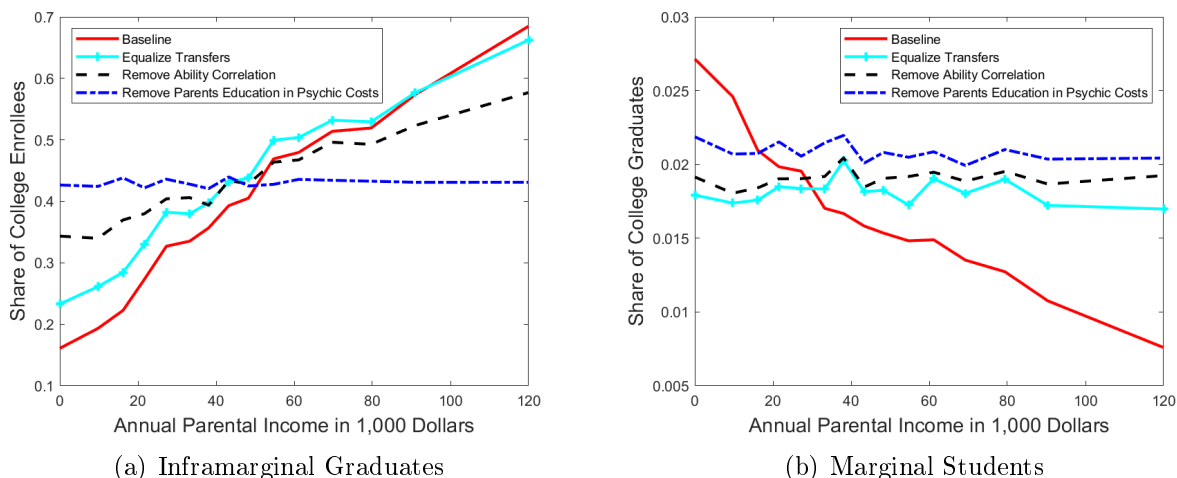 0.7
0.6
0.5
0.4
0.3
0.2
0.1
Share of College Enrollees
Baseline
Equalize Transfers
Remove Ability Correlation
Remove Parents Education in Psychic Costs
0 20 40 60 80 100 120
Annual Parental Income in 1,000 Dollars
(a) Inframarginal Graduates
0.03
0.025
0.02
0.015
0.01
0.005
Share of College Graduates
Baseline
Equalize Transfers
Remove Ability Correlation
Remove Parents Education in Psychic Costs
0 20 40 60 80 100 120
Annual Parental Income in 1,000 Dollars
(b) Marginal Students